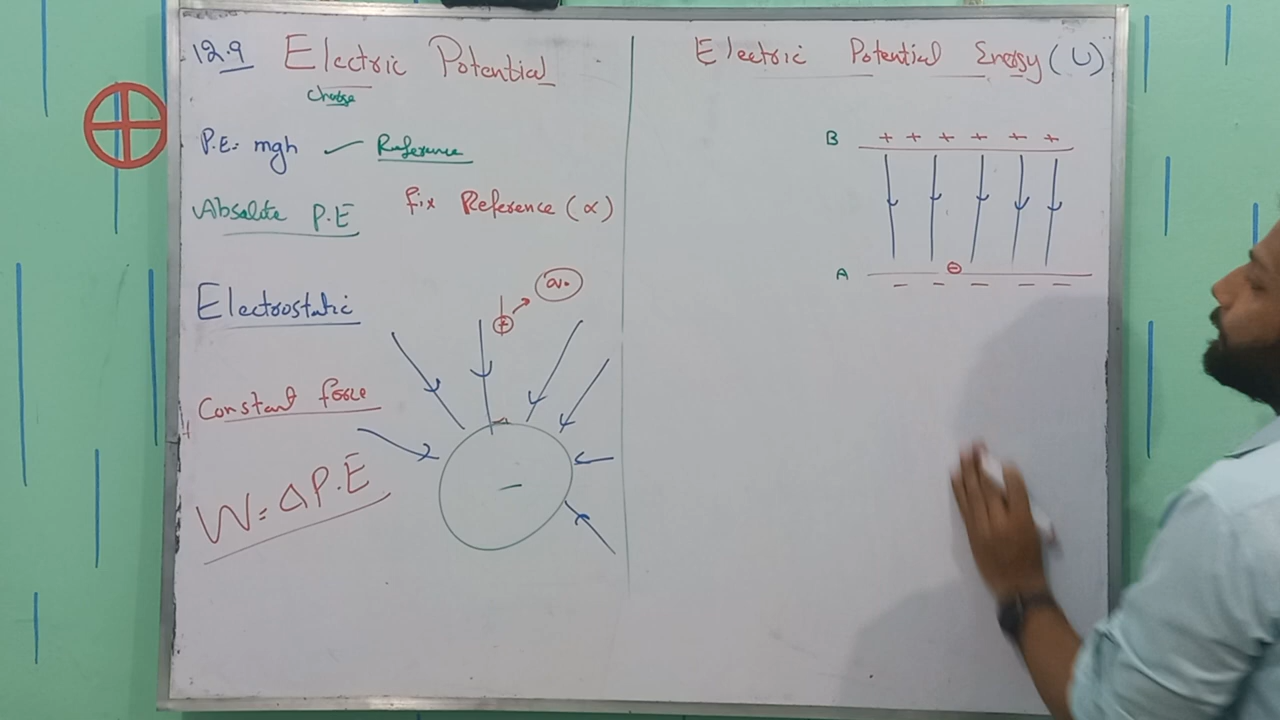 12.9 Electric Potential
Charge
P.E = mgh Reference
Absolute P.E fix Reference (∝)
Electrostatic
Constant force
W = ΔP.E
+
−
Electric Potential Energy (U)
B + + + + + +
A −
− − − − −